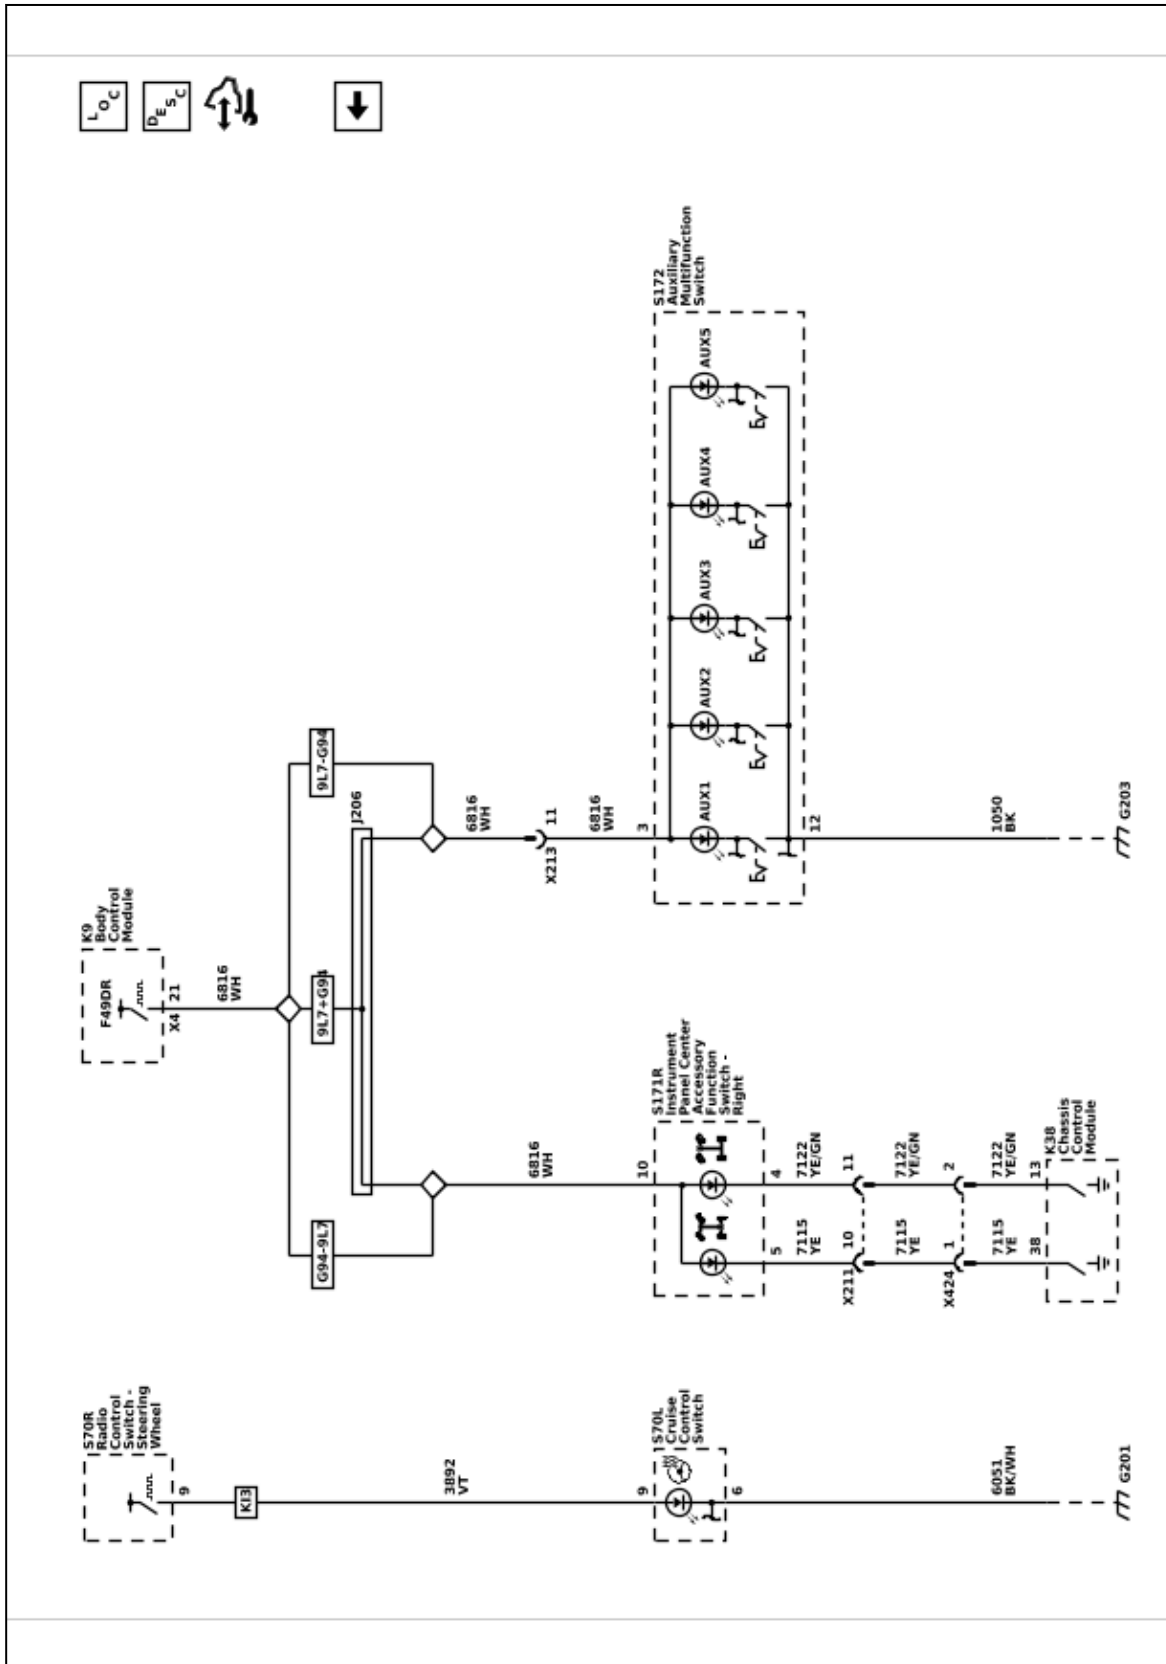 LOC
DESC
S70R
Radio
Control
Switch -
Steering
Wheel
9
KI3
3892
VT
9
S70L
Cruise
Control
Switch
6
6051
BK/WH
G201
K9
Body
Control
Module
F49DR
X4
21
6816
WH
G94-9L7
9L7+G94
9L7-G94
J206
6816
WH
10
S171R
Instrument
Panel Center
Accessory
Function
Switch -
Right
5
4
7115
YE
7122
YE/GN
X211
10
11
7115
YE
7122
YE/GN
X424
1
2
7115
YE
7122
YE/GN
38
13
K38
Chassis
Control
Module
6816
WH
X213
11
6816
WH
3
S172
Auxiliary
Multifunction
Switch
AUX1
AUX2
AUX3
AUX4
AUX5
12
1050
BK
G203